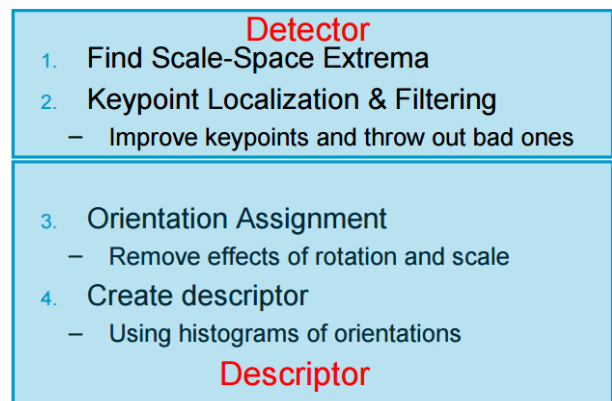 Detector
1. Find Scale-Space Extrema
2. Keypoint Localization & Filtering
– Improve keypoints and throw out bad ones
3. Orientation Assignment
– Remove effects of rotation and scale
4. Create descriptor
– Using histograms of orientations
Descriptor